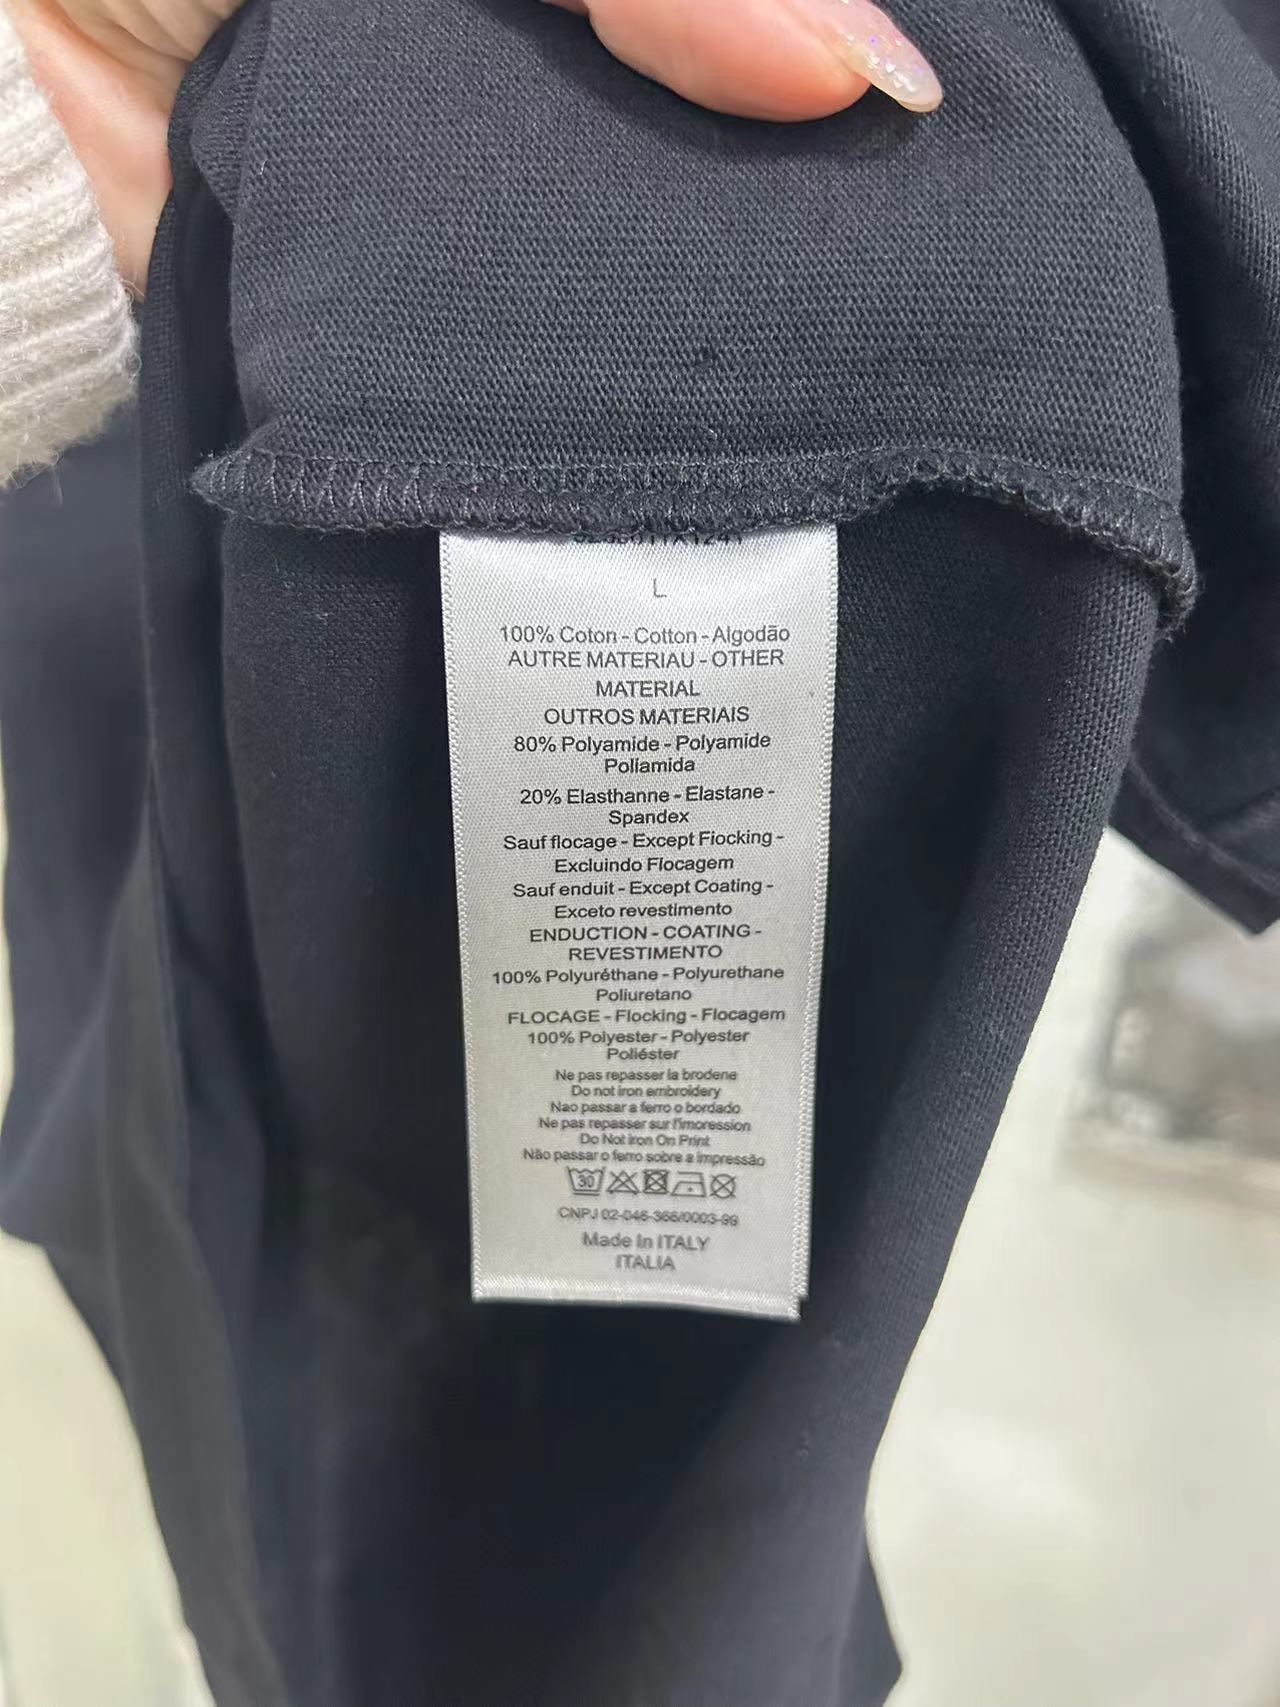 L
100% Coton - Cotton - Algodão
AUTRE MATERIAU - OTHER
MATERIAL
OUTROS MATERIAIS
80% Polyamide - Polyamide
Poliamida
20% Elasthanne - Elastane -
Spandex
Sauf flocage - Except Flocking -
Excluindo Flocagem
Sauf enduit - Except Coating -
Exceto revestimento
ENDUCTION - COATING -
REVESTIMENTO
100% Polyuréthane - Polyurethane
Poliuretano
FLOCAGE - Flocking - Flocagem
100% Polyester - Polyester
Poliéster
Ne pas repasser la brodene
Do not iron embroidery
Nao passar a ferro o bordado
Ne pas repasser sur l'imoression
Do Not Iron On Print
Não passar o ferro sobre a impressão
30
CNPJ 02-046-366/0003-99
Made In ITALY
ITALIA